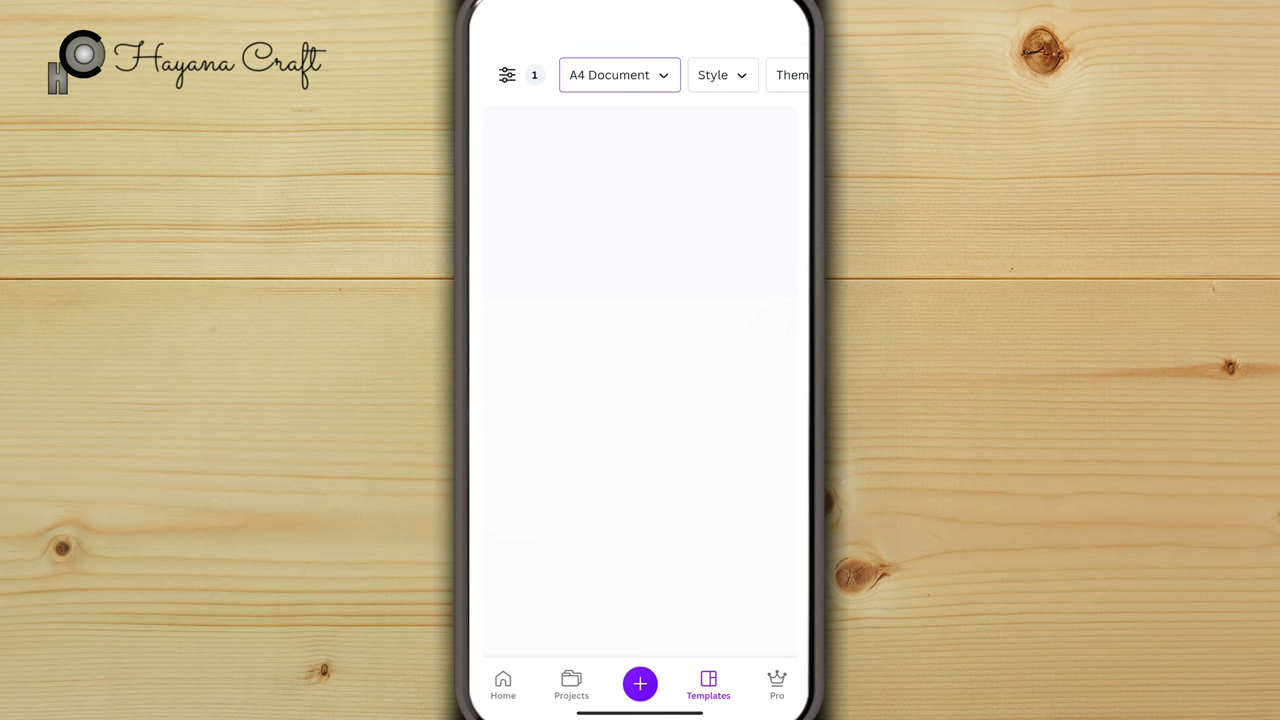 Hayana Craft
1
A4 Document
Style
Them
Home
Projects
Templates
Pro